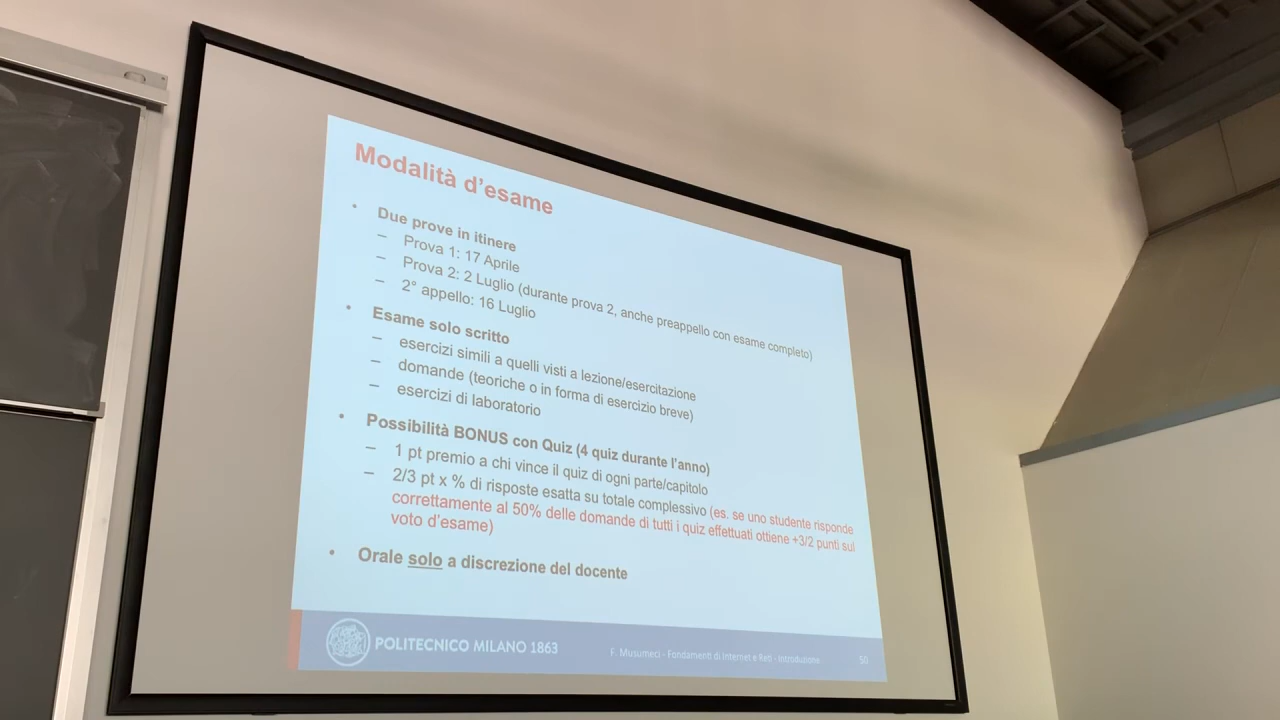 Modalità d'esame
• Due prove in itinere
– Prova 1: 17 Aprile
– Prova 2: 2 Luglio (durante prova 2, anche preappello con esame completo)
– 2° appello: 16 Luglio
• Esame solo scritto
– esercizi simili a quelli visti a lezione/esercitazione
– domande (teoriche o in forma di esercizio breve)
– esercizi di laboratorio
• Possibilità BONUS con Quiz (4 quiz durante l'anno)
– 1 pt premio a chi vince il quiz di ogni parte/capitolo
– 2/3 pt x % di risposte esatta su totale complessivo (es. se uno studente risponde
correttamente al 50% delle domande di tutti i quiz effettuati ottiene +3/2 punti sul
voto d'esame)
• Orale solo a discrezione del docente
POLITECNICO MILANO 1863
F. Musumeci - Fondamenti di Internet e Reti - Introduzione
50